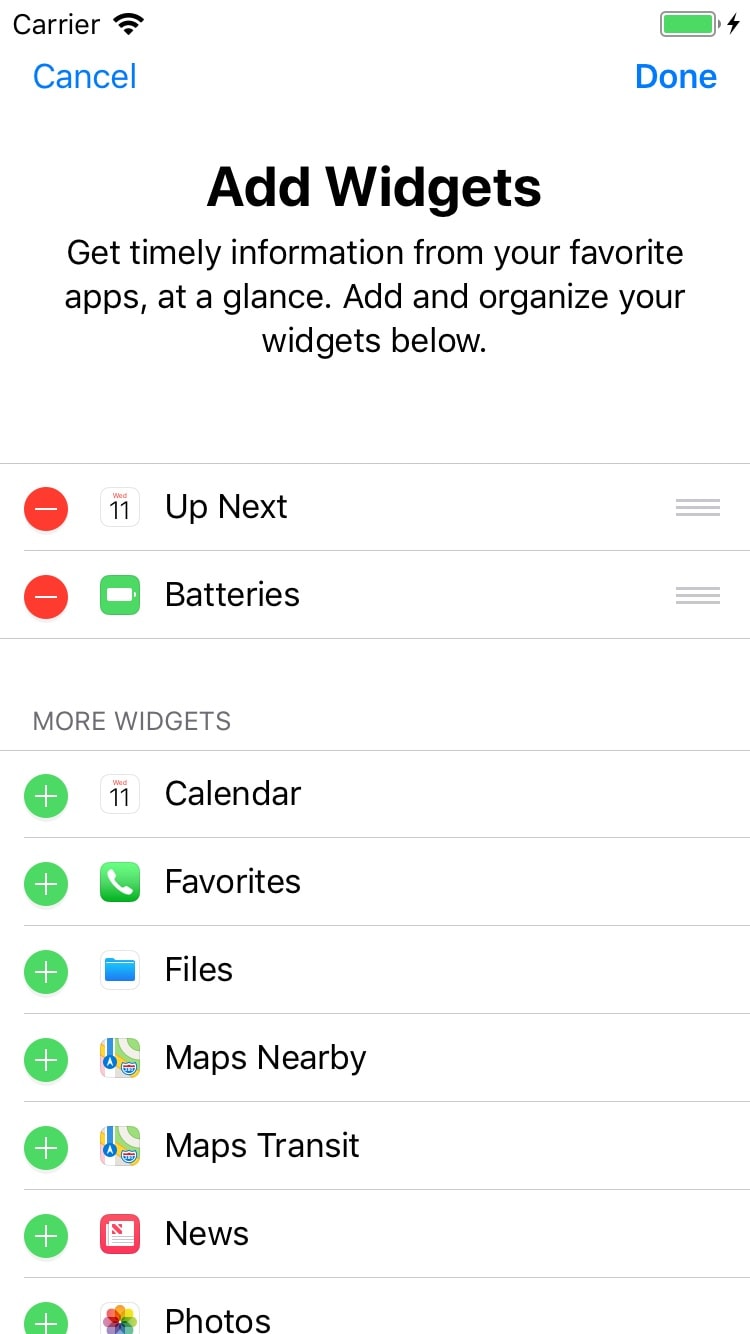 Carrier
Cancel
Done
Add Widgets
Get timely information from your favorite
apps, at a glance. Add and organize your
widgets below.
Wed
11
Up Next
Batteries
MORE WIDGETS
Wed
11
Calendar
Favorites
Files
Maps Nearby
Maps Transit
News
Photos